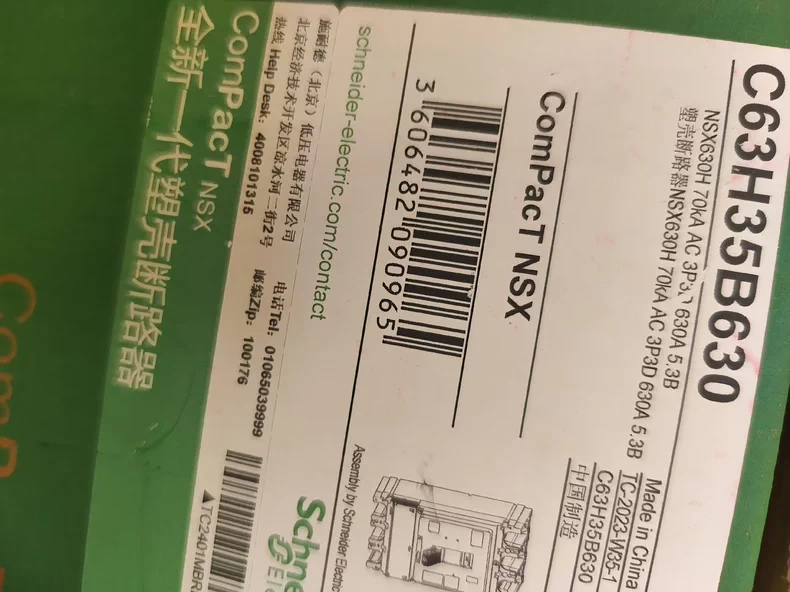 C63H35B630
NSX630H 70kA AC 3P3D 630A 5.3B
塑壳断路器NSX630H 70kA AC 3P3D 630A 5.3B
Made in China
TC-2023-W35-1
C63H35B630
中国制造
ComPacT NSX
3 606482 090965
schneider-electric.com/contact
Assembly by Schneider Electric
施耐德（北京）低压电器有限公司
北京经济技术开发区凉水河二街2号
电话Tel：01065039999
热线 Help Desk：4008101315
邮编Zip：100176
ComPacT NSX
全新一代塑壳断路器
▲TC2401MBR
Schne
Ele
Com